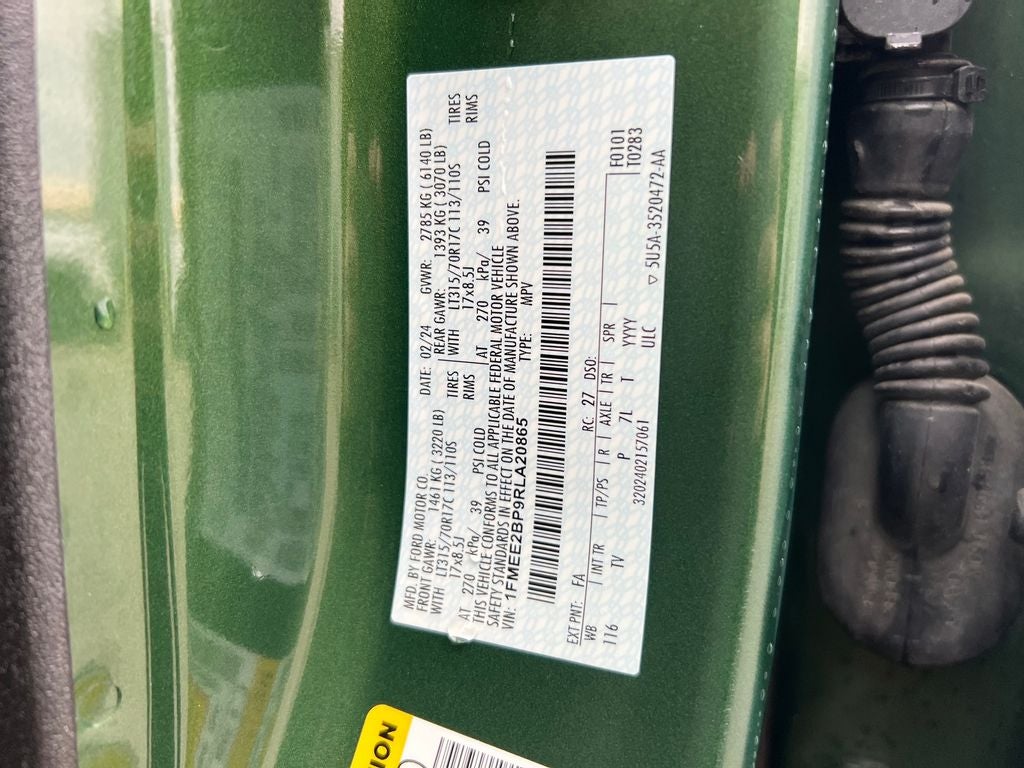 MFD. BY FORD MOTOR CO.
DATE: 02/24 GVWR: 2785 KG ( 6140 LB)
FRONT GAWR: 1461 KG ( 3220 LB)
REAR GAWR: 1393 KG ( 3070 LB)
WITH LT315/70R17C 113/110S TIRES
WITH LT315/70R17C 113/110S TIRES
17x8.5J RIMS
17x8.5J RIMS
AT 270 kPa/ 39 PSI COLD
AT 270 kPa/ 39 PSI COLD
THIS VEHICLE CONFORMS TO ALL APPLICABLE FEDERAL MOTOR VEHICLE
SAFETY STANDARDS IN EFFECT ON THE DATE OF MANUFACTURE SHOWN ABOVE.
VIN: 1FMEE2BP9RLA20865 TYPE: MPV
EXT PNT: FA RC: 27 DSO: F0101
WB INTR TP/PS R AXLE TR SPR T0283
116 TV P 7L T YYYY
3202402157061 ULC
▽ 5U5A-3520472-AA
ION